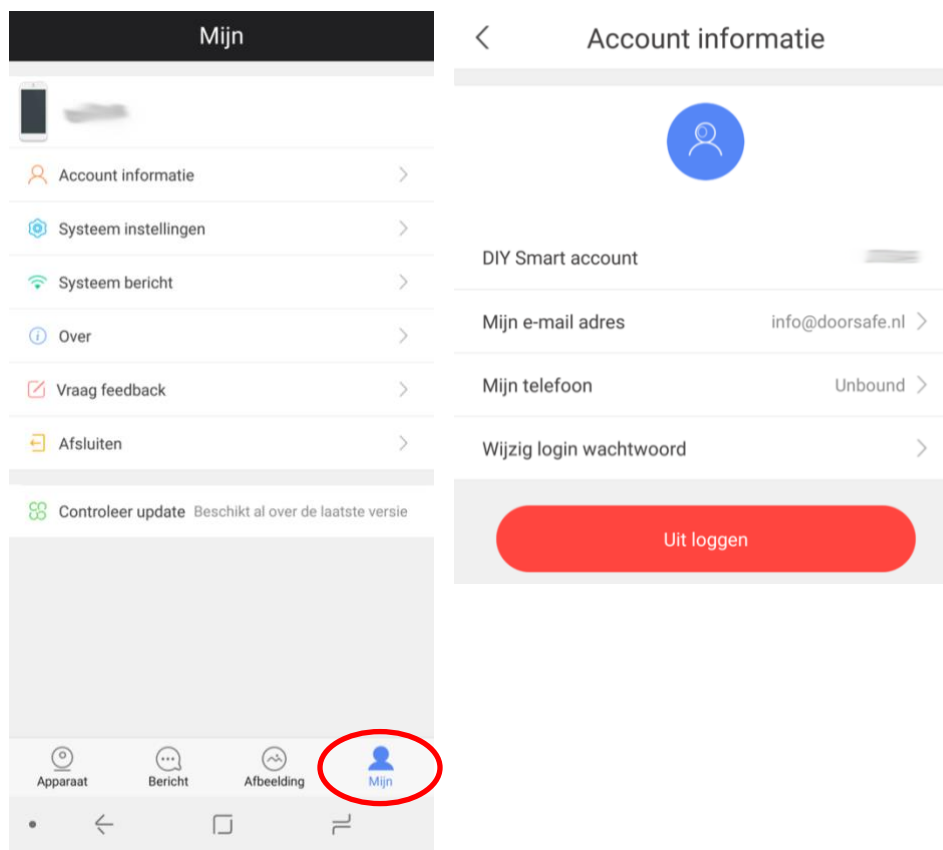 Mijn
Account informatie
Systeem instellingen
Systeem bericht
Over
Vraag feedback
Afsluiten
Controleer update Beschikt al over de laatste versie
Apparaat Bericht Afbeelding Mijn
Account informatie
DIY Smart account
Mijn e-mail adres info@doorsafe.nl
Mijn telefoon Unbound
Wijzig login wachtwoord
Uit loggen